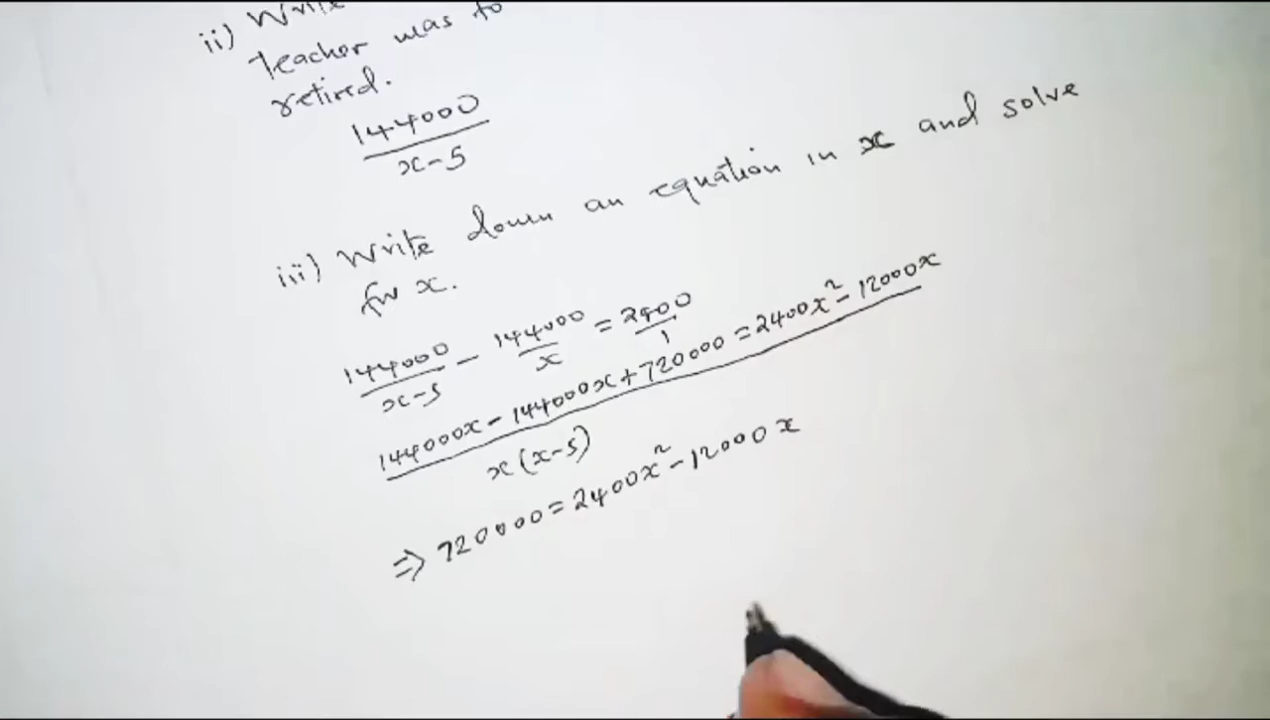 ii) Write
teacher was to
retired.
144000
x-5
iii) Write down an equation in x and solve
for x.
144000/x-5 - 144000/x = 2400/1
144000x - 144000x + 720000 = 2400x² - 12000x
x(x-5)
⇒ 720000 = 2400x² - 12000x